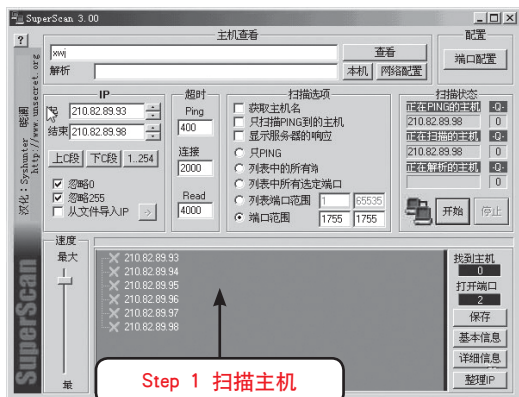 SuperScan 3.00
?
主机查看
配置
xwj
查看
解析
本机
网络配置
端口配置
IP
210.82.89.93
结束 210.82.89.98
上C段
下C段
1..254
忽略0
忽略255
从文件导入IP
->
超时
Ping
400
连接
2000
Read
4000
扫描选项
获取主机名
只扫描PING到的主机
显示服务器的响应
只PING
列表中的所有端
列表中所有选定端口
列表端口范围 1 65535
端口范围 1755 1755
扫描状态
正在PING的主机 -Q-
210.82.89.98 0
正在扫描的主机 -Q-
210.82.89.98 0
正在解析的主机 -Q-
0
开始
停止
汉化：Syshunter
http://www.unsecret.org
SuperScan
速度
最大
最
210.82.89.93
210.82.89.94
210.82.89.95
210.82.89.96
210.82.89.97
210.82.89.98
找到主机
0
打开端口
2
保存
基本信息
详细信息
整理IP
Step 1 扫描主机